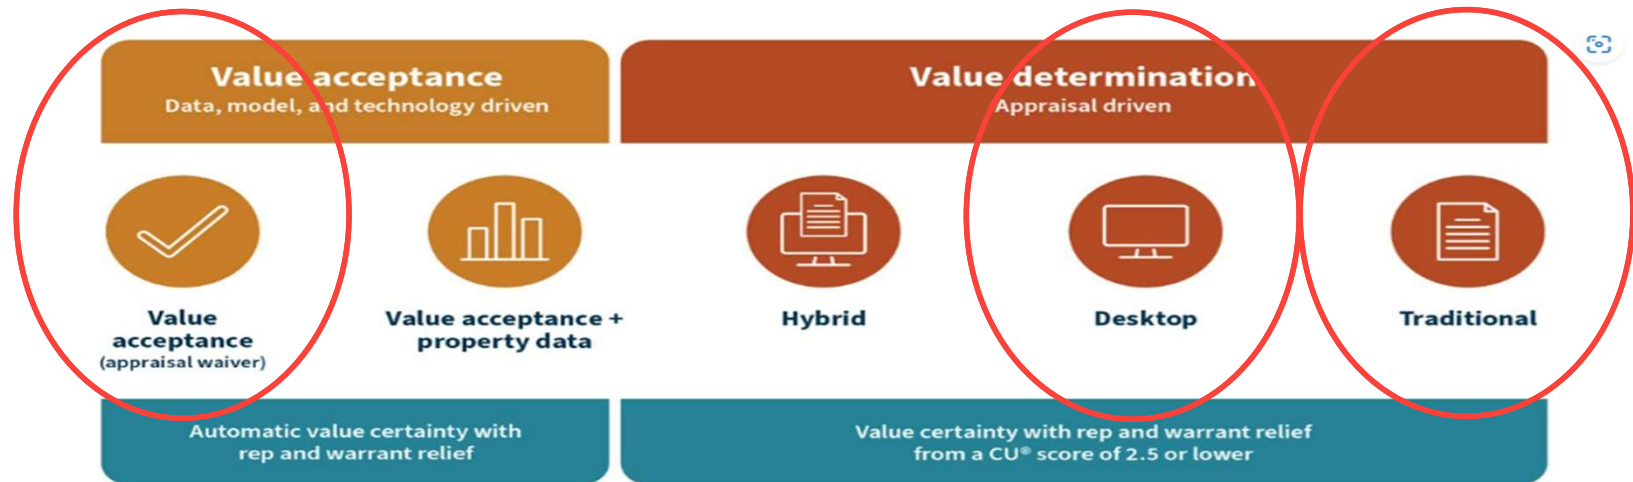 Value acceptance
Data, model, and technology driven
Value determination
Appraisal driven
Value
acceptance
(appraisal waiver)
Value acceptance +
property data
Hybrid
Desktop
Traditional
Automatic value certainty with
rep and warrant relief
Value certainty with rep and warrant relief
from a CU® score of 2.5 or lower